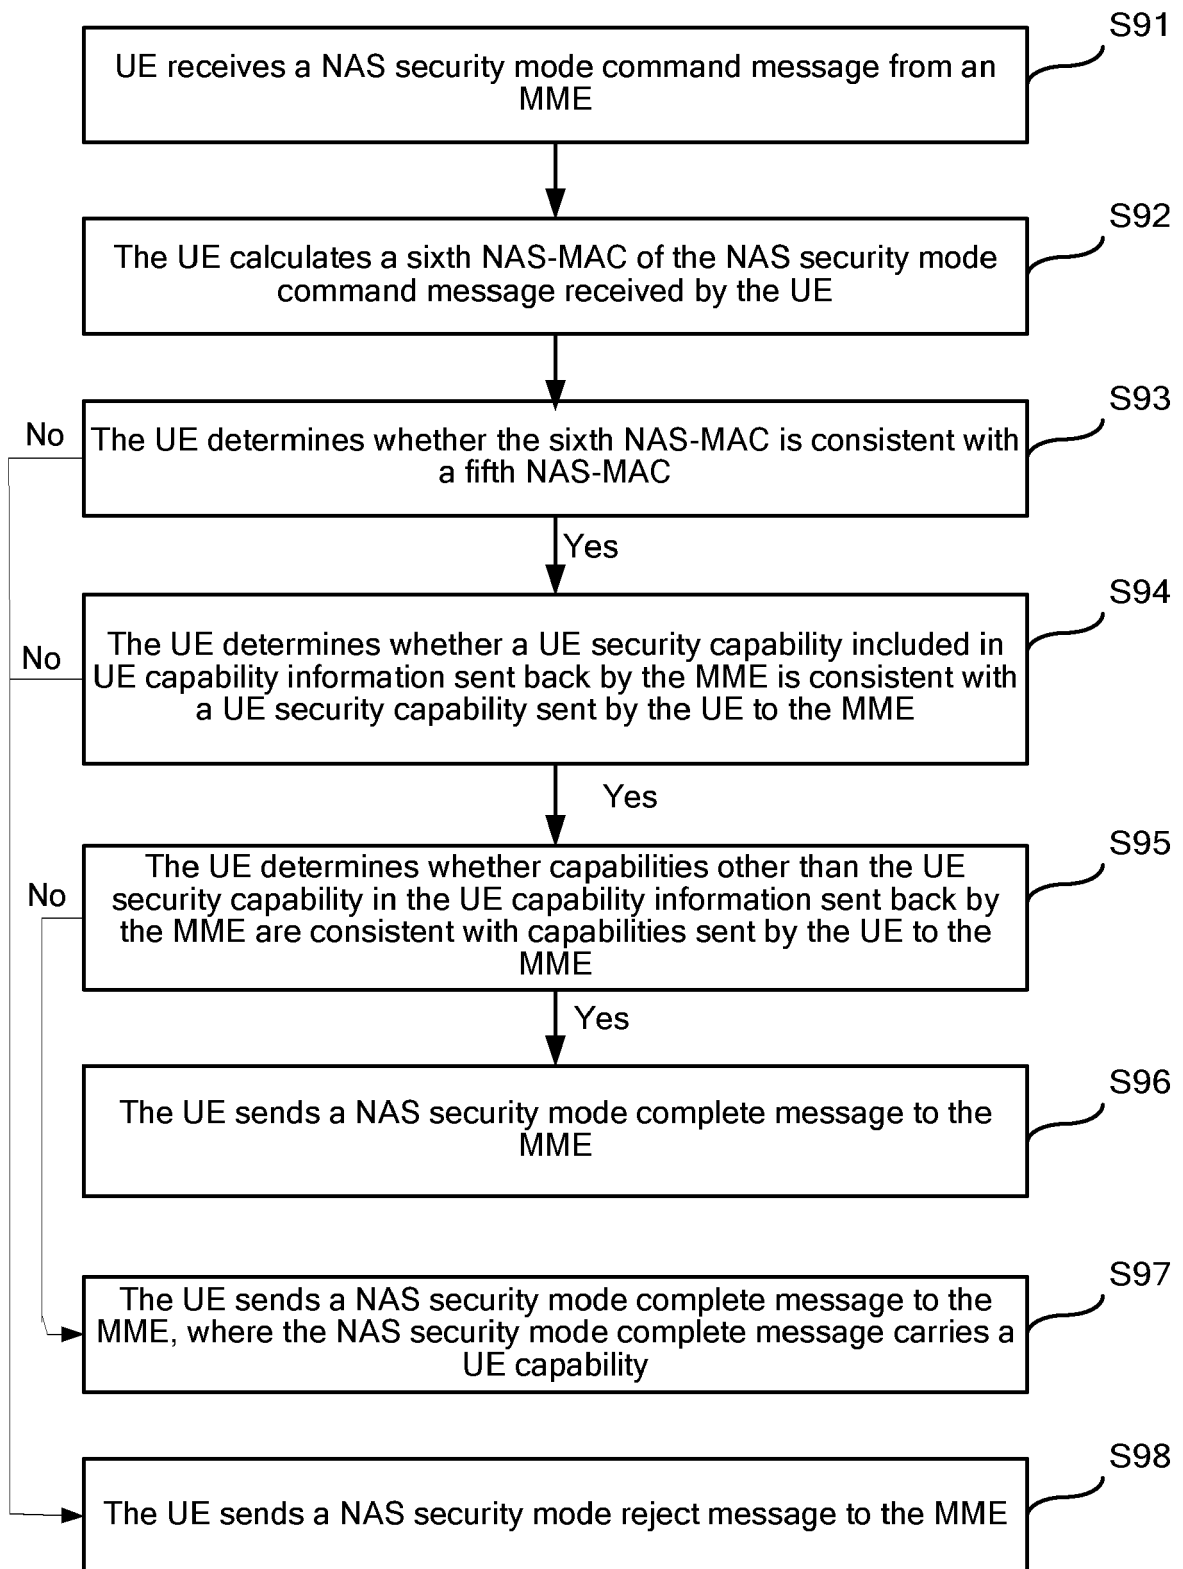 S91
UE receives a NAS security mode command message from an
MME
S92
The UE calculates a sixth NAS-MAC of the NAS security mode
command message received by the UE
S93
No
The UE determines whether the sixth NAS-MAC is consistent with
a fifth NAS-MAC
Yes
S94
No
The UE determines whether a UE security capability included in
UE capability information sent back by the MME is consistent with
a UE security capability sent by the UE to the MME
Yes
S95
No
The UE determines whether capabilities other than the UE
security capability in the UE capability information sent back by
the MME are consistent with capabilities sent by the UE to the
MME
Yes
S96
The UE sends a NAS security mode complete message to the
MME
S97
The UE sends a NAS security mode complete message to the
MME, where the NAS security mode complete message carries a
UE capability
S98
The UE sends a NAS security mode reject message to the MME